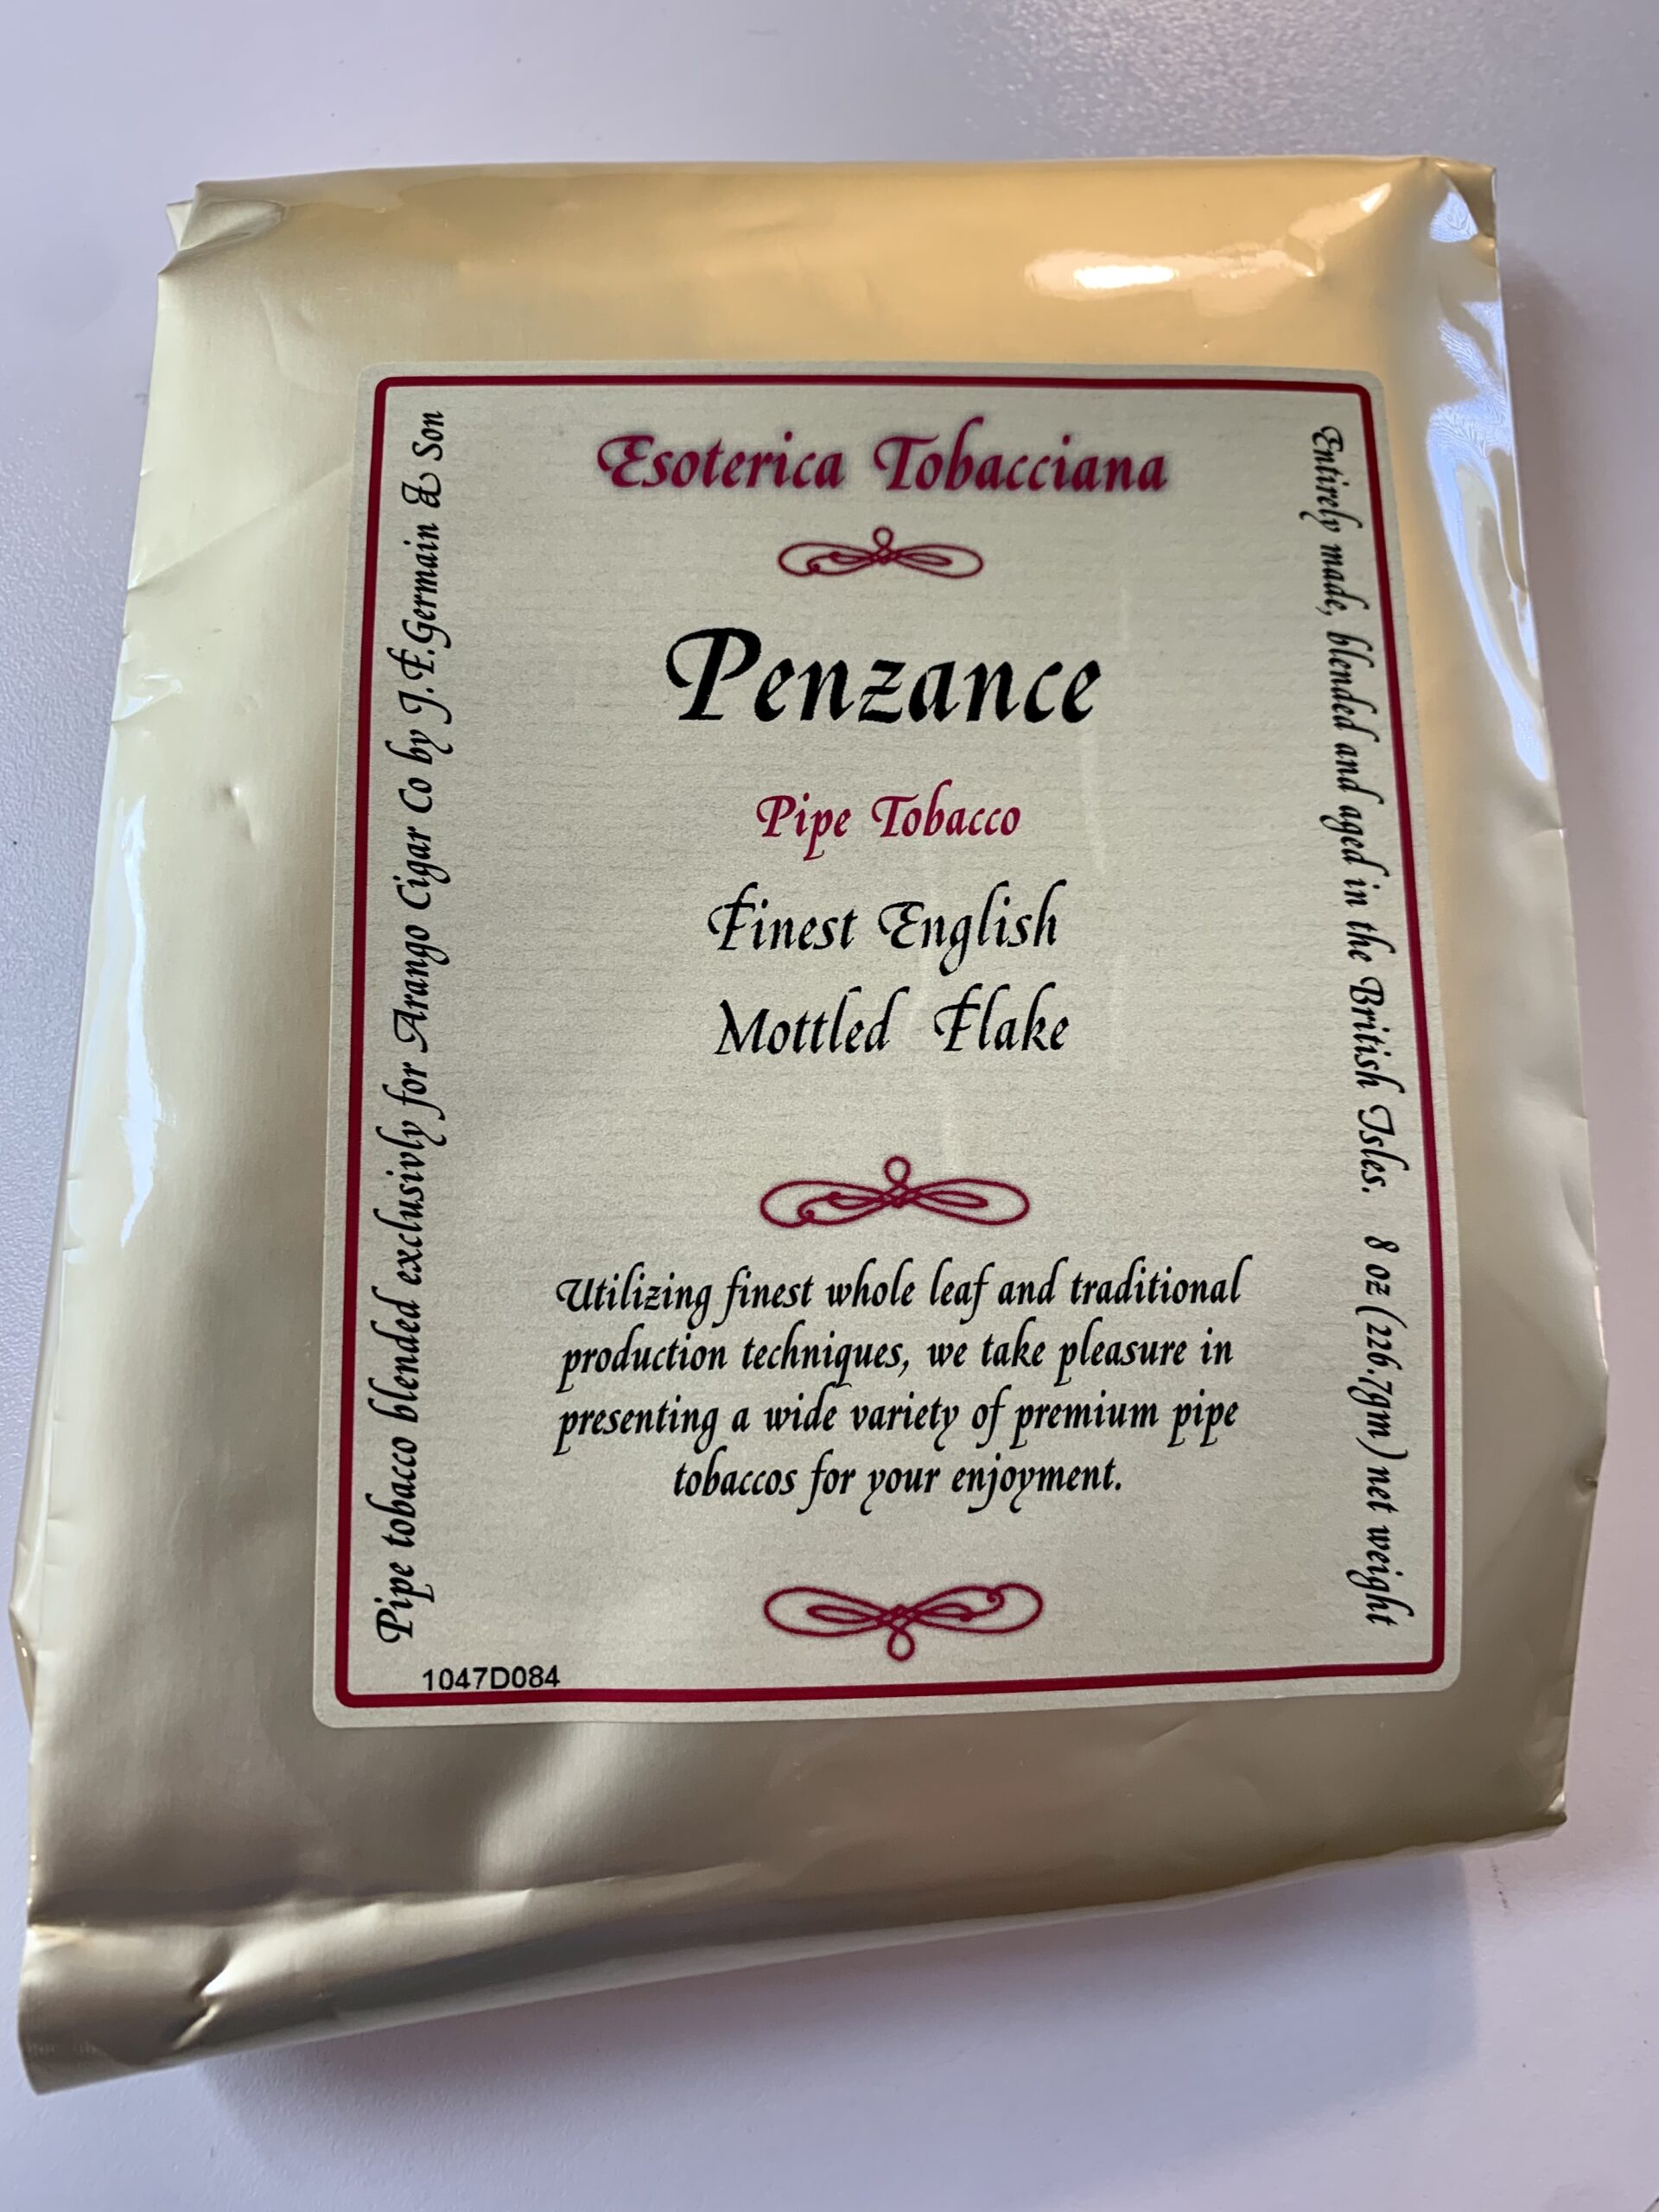 Esoterica Tobacciana
Penzance
Pipe Tobacco
Finest English
Mottled Flake
Utilizing finest whole leaf and traditional
production techniques, we take pleasure in
presenting a wide variety of premium pipe
tobaccos for your enjoyment.
Pipe tobacco blended exclusivly for Arango Cigar Co by J.F.Germain & Son
Entirely made, blended and aged in the British Isles. 8 oz (226.7gm) net weight
1047D084